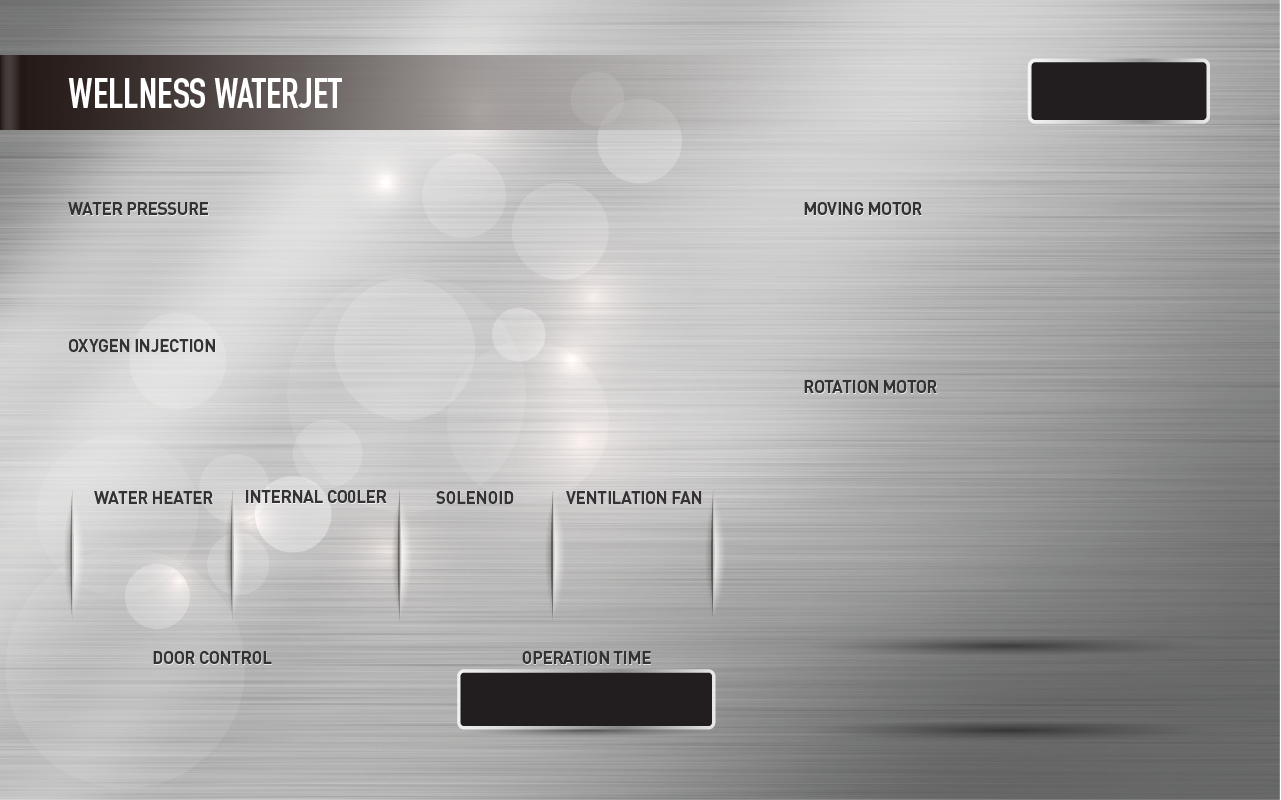 WELLNESS WATERJET
WATER PRESSURE
MOVING MOTOR
OXYGEN INJECTION
ROTATION MOTOR
WATER HEATER
INTERNAL COOLER
SOLENOID
VENTILATION FAN
DOOR CONTROL
OPERATION TIME